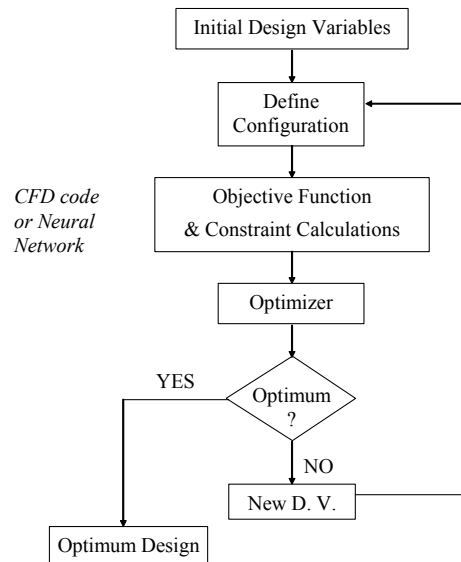 Initial Design Variables
Define
Configuration
CFD code
or Neural
Network
Objective Function
& Constraint Calculations
Optimizer
YES
Optimum
?
NO
New D. V.
Optimum Design